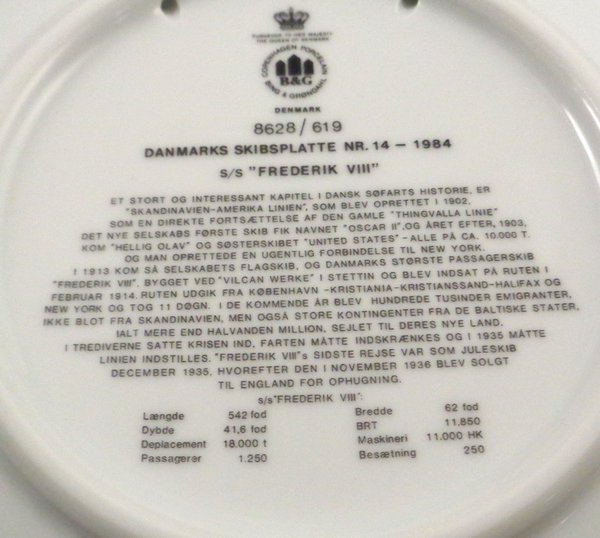 PURVEYOR TO HER MAJESTY
THE QUEEN OF DENMARK
COPENHAGEN PORCELAIN
B&G
BING & GRØNDAHL
DENMARK
8628/619
DANMARKS SKIBSPLATTE NR. 14 – 1984
s/s "FREDERIK VIII"
ET STORT OG INTERESSANT KAPITEL I DANSK SØFARTS HISTORIE, ER
"SKANDINAVIEN-AMERIKA LINIEN", SOM BLEV OPRETTET I 1902,
SOM EN DIREKTE FORTSÆTTELSE AF DEN GAMLE "THINGVALLA LINIE"
DET NYE SELSKABS FØRSTE SKIB FIK NAVNET "OSCAR II",OG ÅRET EFTER, 1903,
KOM "HELLIG OLAV" OG SØSTERSKIBET "UNITED STATES" - ALLE PÅ CA. 10.000 T.
OG MAN OPRETTEDE EN UGENTLIG FORBINDELSE TIL NEW YORK.
I 1913 KOM SÅ SELSKABETS FLAGSKIB, OG DANMARKS STØRSTE PASSAGERSKIB
"FREDERIK VIII". BYGGET VED "VILCAN WERKE" I STETTIN OG BLEV INDSAT PÅ RUTEN I
FEBRUAR 1914. RUTEN UDGIK FRA KØBENHAVN -KRISTIANIA-KRISTIANSSAND-HALIFAX OG
NEW YORK OG TOG 11 DØGN. I DE KOMMENDE ÅR BLEV HUNDREDE TUSINDER EMIGRANTER,
IKKE BLOT FRA SKANDINAVIEN, MEN OGSÅ STORE KONTINGENTER FRA DE BALTISKE STATER,
IALT MERE END HALVANDEN MILLION, SEJLET TIL DERES NYE LAND.
I TREDIVERNE SATTE KRISEN IND, FARTEN MÅTTE INDSKRÆNKES OG I 1935 MÅTTE
LINIEN INDSTILLES. "FREDERIK VIII"s SIDSTE REJSE VAR SOM JULESKIB
DECEMBER 1935, HVOREFTER DEN I NOVEMBER 1936 BLEV SOLGT
TIL ENGLAND FOR OPHUGNING.
s/s"FREDERIK VIII":
Længde 542 fod Bredde 62 fod
Dybde 41,6 fod BRT 11,850
Deplacement 18.000 t Maskineri 11.000 HK
Passagerer 1.250 Besætning 250